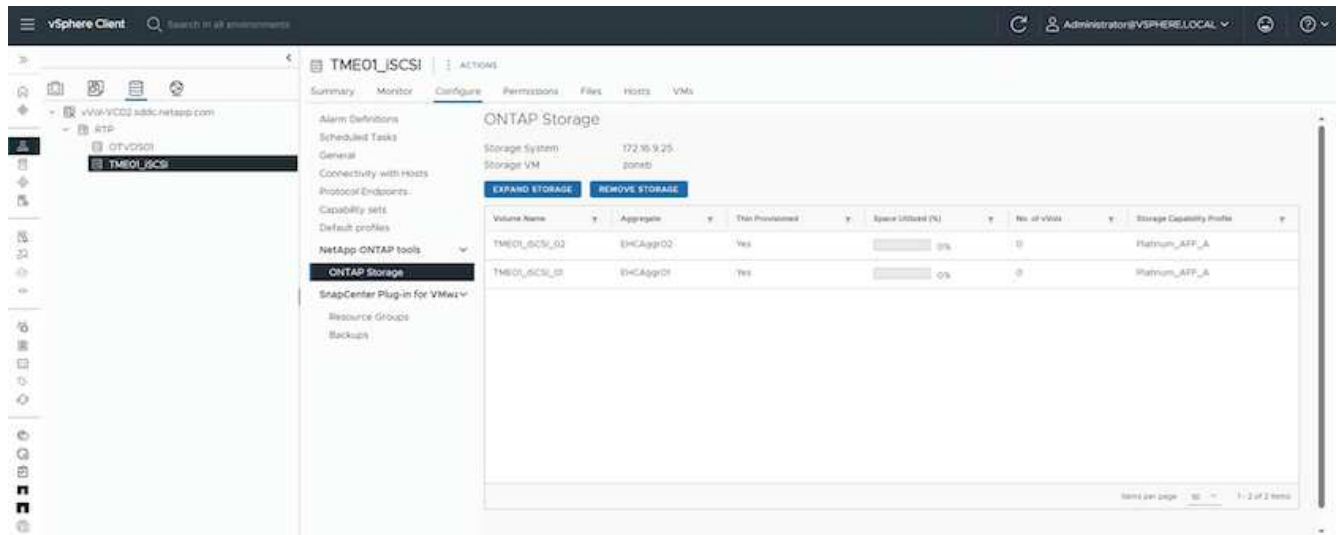 vSphere Client
Search in all environments
Administrator@VSPHERE.LOCAL
TME01_iSCSI
ACTIONS
Summary Monitor Configure Permissions Files Hosts VMs
vVol-VC02.sddc.netapp.com
RTP
OTVDS01
TME01_iSCSI
Alarm Definitions
Scheduled Tasks
General
Connectivity with Hosts
Protocol Endpoints
Capability sets
Default profiles
NetApp ONTAP tools
ONTAP Storage
SnapCenter Plug-in for VMwa
Resource Groups
Backups
ONTAP Storage
Storage System 172.16.9.25
Storage VM zoneb
EXPAND STORAGE REMOVE STORAGE
Volume Name Aggregate Thin Provisioned Space Utilized (%) No. of vVols Storage Capability Profile
TME01_iSCSI_02 EHCAggr02 Yes 0% 0 Platinum_AFF_A
TME01_iSCSI_01 EHCAggr01 Yes 0% 0 Platinum_AFF_A
Items per page 1 - 2 of 2 items